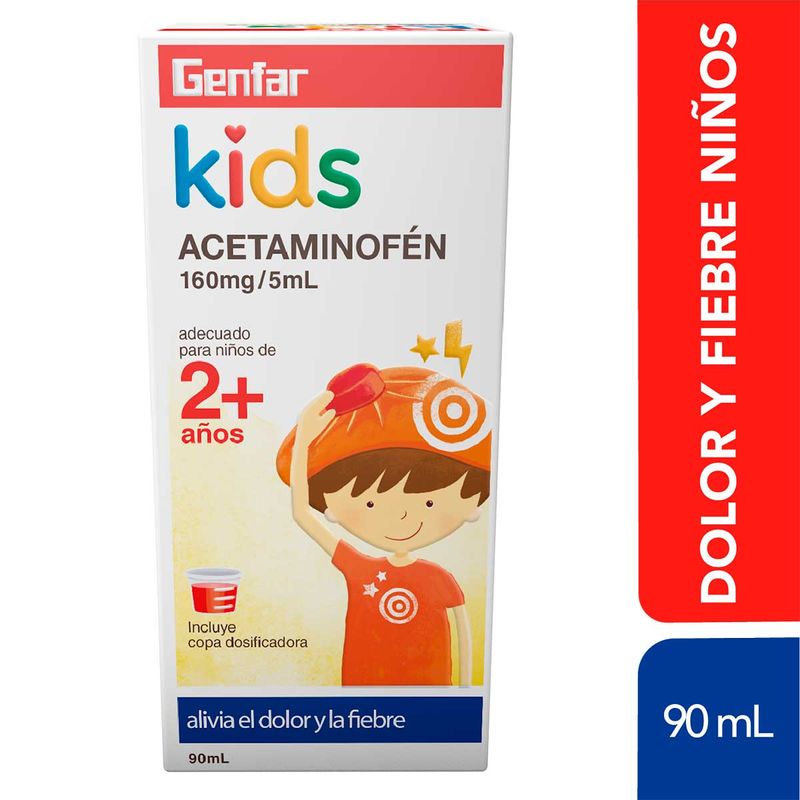 Genfar
kids
ACETAMINOFÉN
160mg/5mL
adecuado
para niños de
2+
años
Incluye
copa dosificadora
alivia el dolor y la fiebre
90mL
DOLOR Y FIEBRE NIÑOS
90 mL